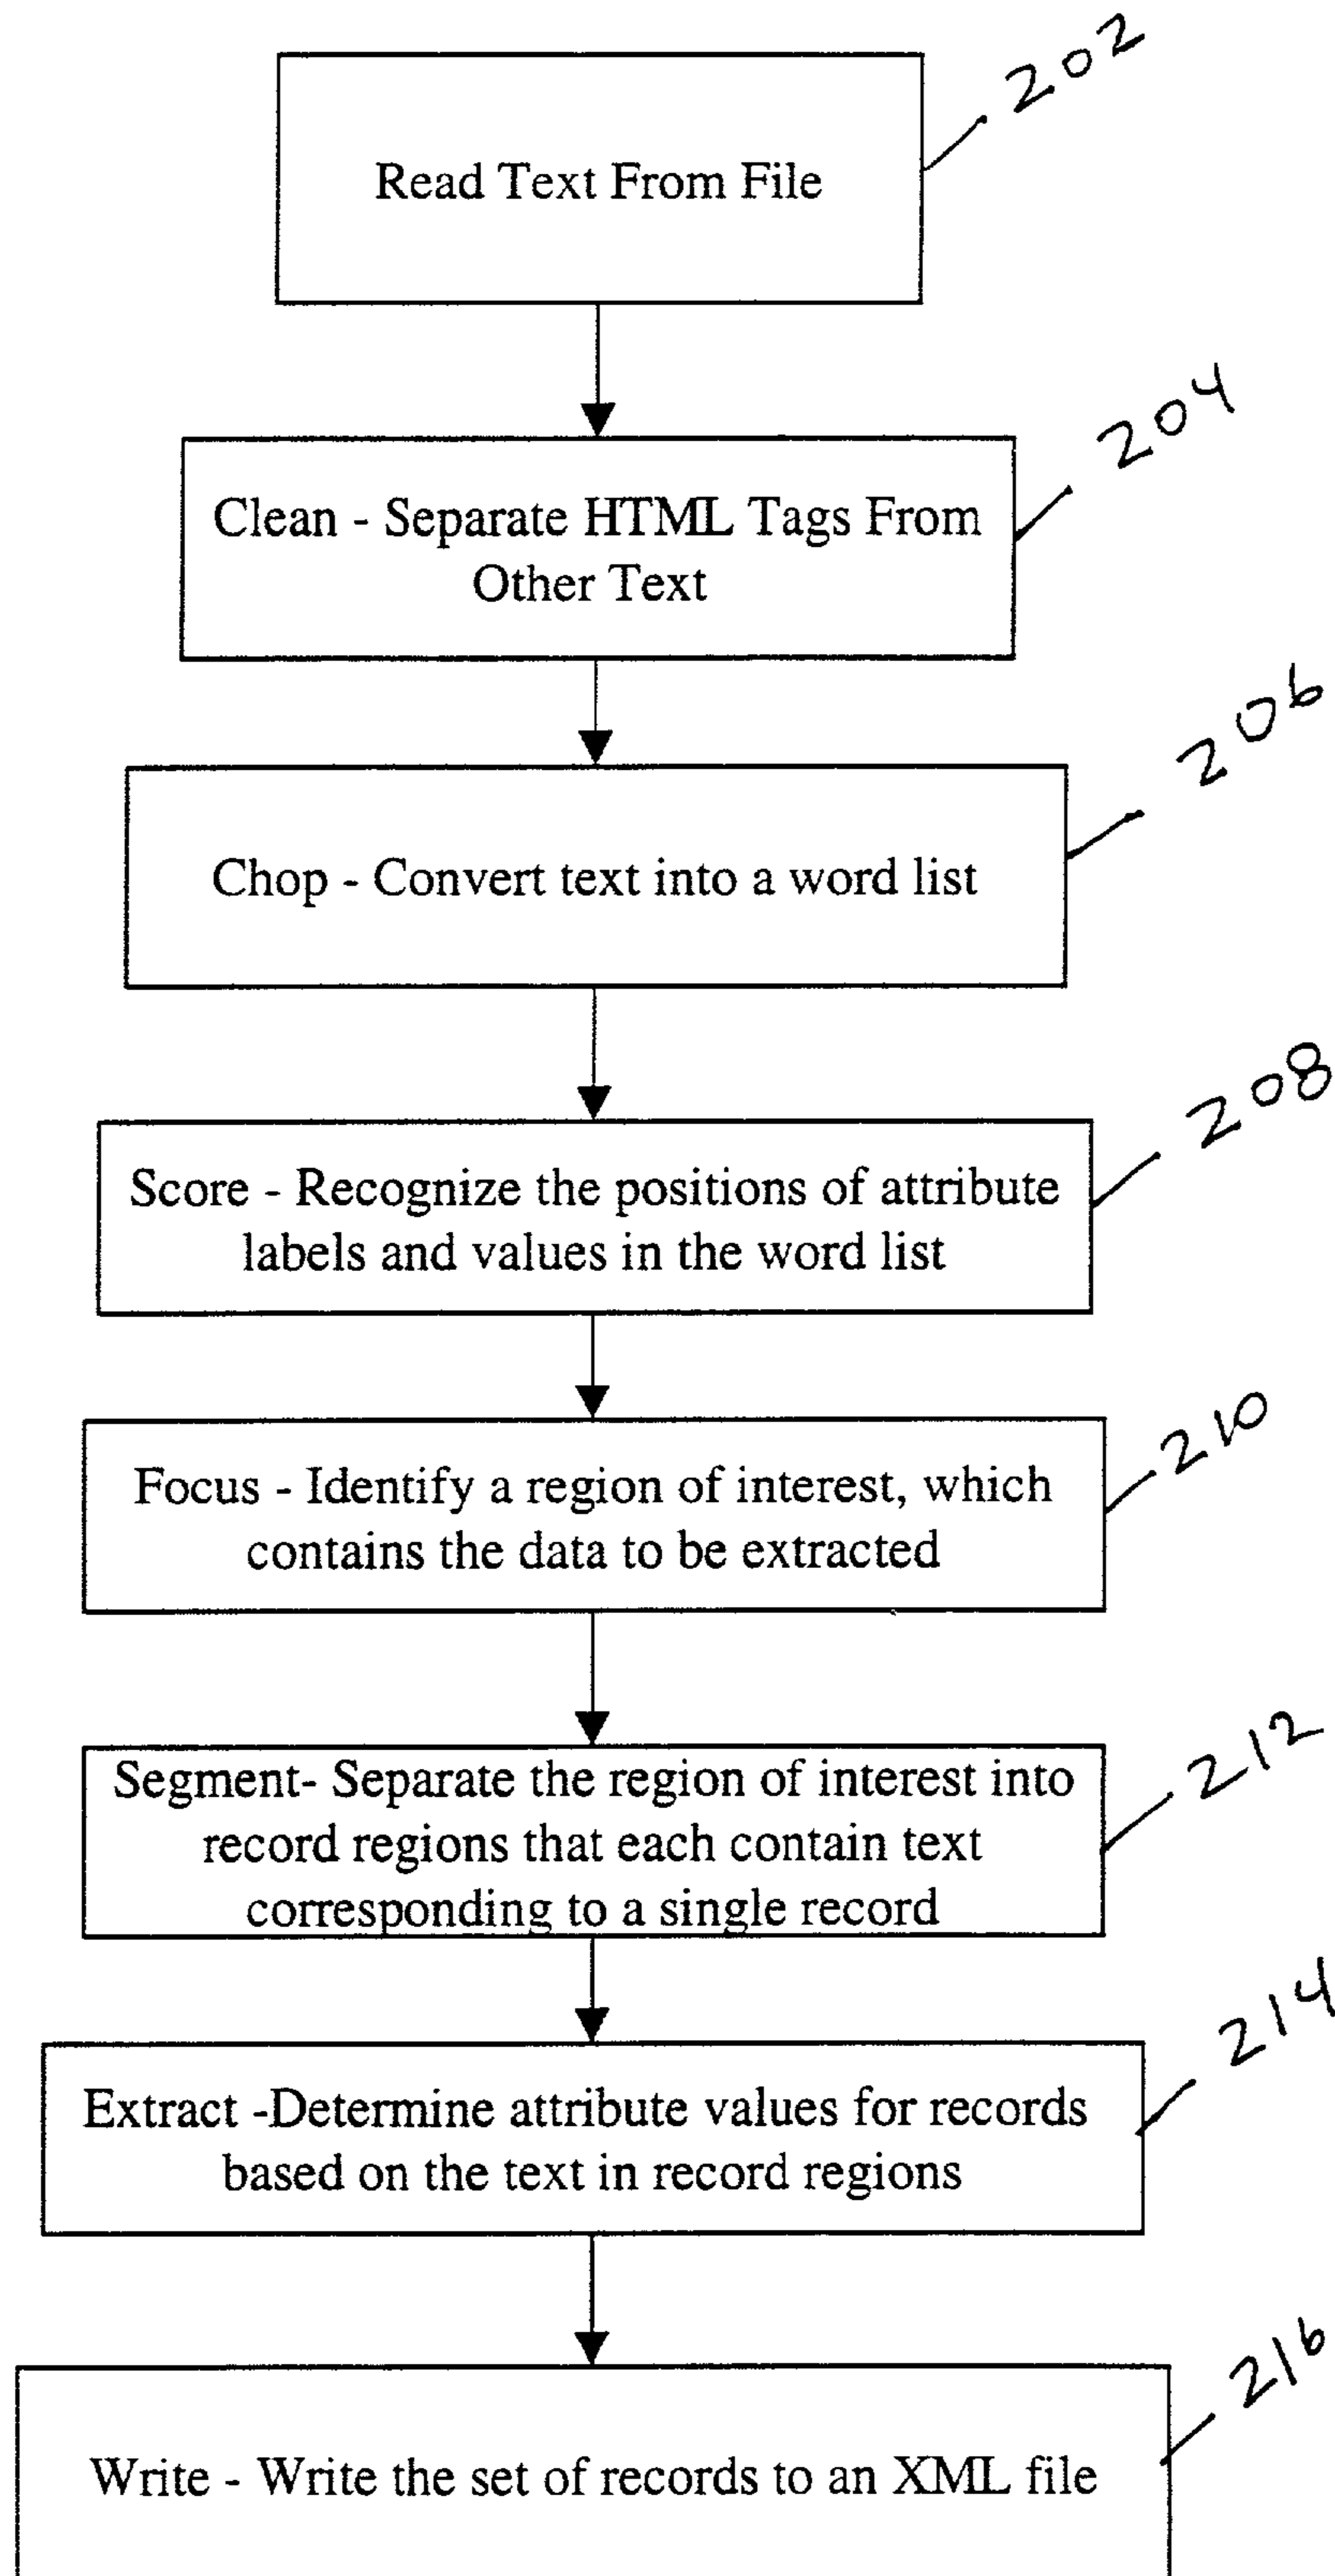 202
Read Text From File
204
Clean - Separate HTML Tags From
Other Text
206
Chop - Convert text into a word list
208
Score - Recognize the positions of attribute
labels and values in the word list
210
Focus - Identify a region of interest, which
contains the data to be extracted
212
Segment- Separate the region of interest into
record regions that each contain text
corresponding to a single record
214
Extract -Determine attribute values for records
based on the text in record regions
216
Write - Write the set of records to an XML file